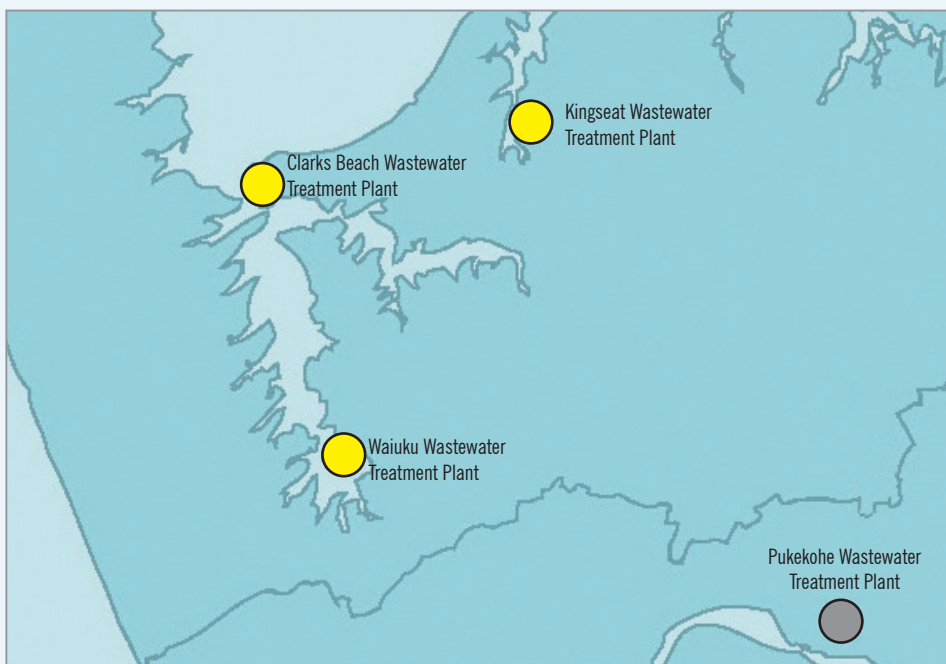 Kingseat Wastewater
Treatment Plant
Clarks Beach Wastewater
Treatment Plant
Waiuku Wastewater
Treatment Plant
Pukekohe Wastewater
Treatment Plant